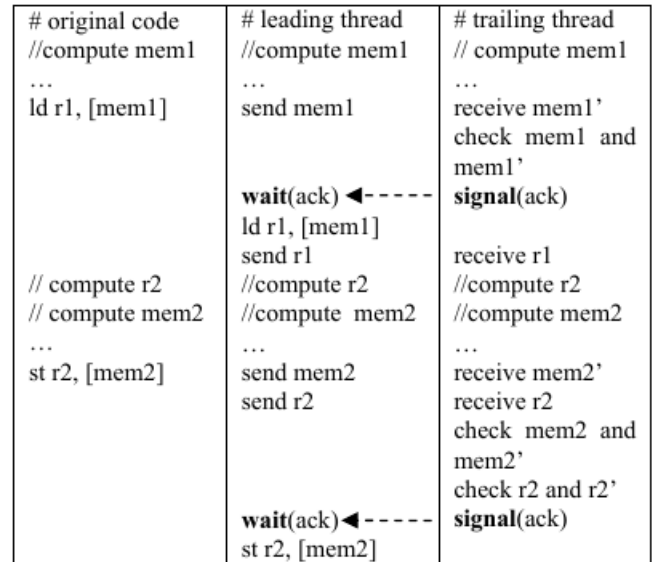 # original code
//compute mem1
…
ld r1, [mem1]
// compute r2
// compute mem2
…
st r2, [mem2]
# leading thread
//compute mem1
…
send mem1
wait(ack)
ld r1, [mem1]
send r1
//compute r2
//compute mem2
…
send mem2
send r2
wait(ack)
st r2, [mem2]
# trailing thread
// compute mem1
…
receive mem1’
check mem1 and
mem1’
signal(ack)
receive r1
//compute r2
//compute mem2
…
receive mem2’
receive r2
check mem2 and
mem2’
check r2 and r2’
signal(ack)